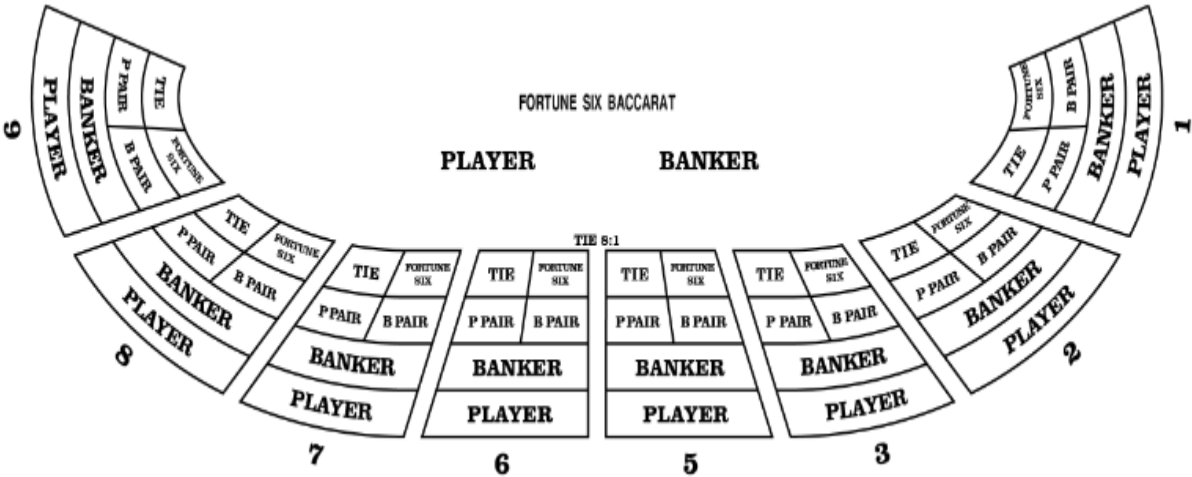 FORTUNE SIX BACCARAT
PLAYER
BANKER
TIE 8:1
TIE
FORTUNE
SIX
P PAIR
B PAIR
BANKER
PLAYER
9
TIE
FORTUNE
SIX
P PAIR
B PAIR
BANKER
PLAYER
8
TIE
FORTUNE
SIX
P PAIR
B PAIR
BANKER
PLAYER
7
TIE
FORTUNE
SIX
P PAIR
B PAIR
BANKER
PLAYER
6
TIE
FORTUNE
SIX
P PAIR
B PAIR
BANKER
PLAYER
5
TIE
FORTUNE
SIX
P PAIR
B PAIR
BANKER
PLAYER
3
TIE
FORTUNE
SIX
P PAIR
B PAIR
BANKER
PLAYER
2
TIE
FORTUNE
SIX
P PAIR
B PAIR
BANKER
PLAYER
1